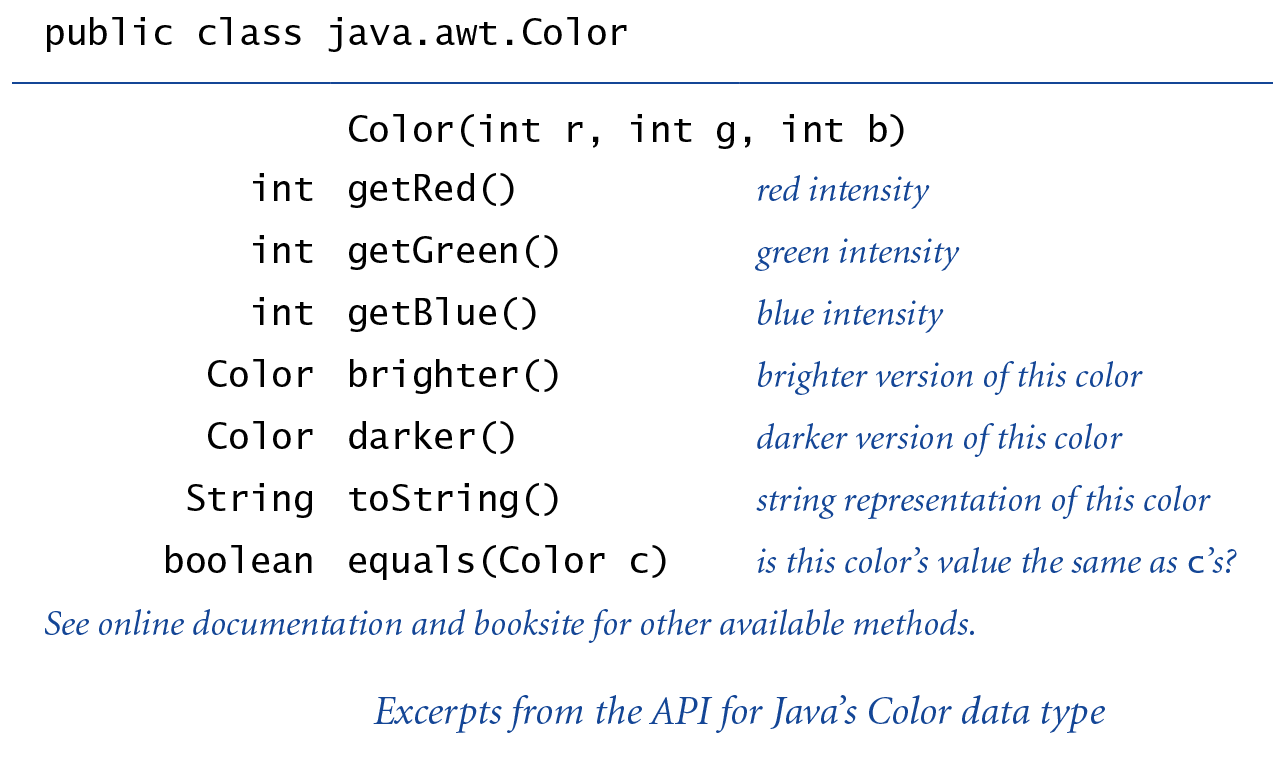 public class java.awt.Color
Color(int r, int g, int b)
int getRed() red intensity
int getGreen() green intensity
int getBlue() blue intensity
Color brighter() brighter version of this color
Color darker() darker version of this color
String toString() string representation of this color
boolean equals(Color c) is this color’s value the same as c’s?
See online documentation and booksite for other available methods.
Excerpts from the API for Java’s Color data type